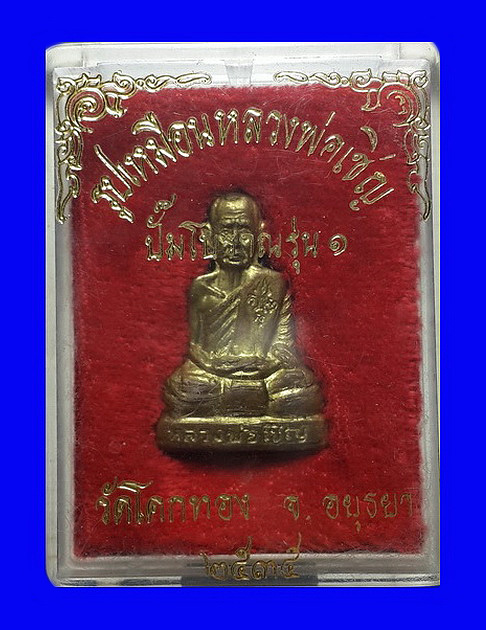 รูปเหมือนหลวงพ่อเชิญ
ปั๊มโบราณรุ่น ๑
หลวงพ่อเชิญ
วัดโคกทอง จ. อยุธยา
๒๕๓๕